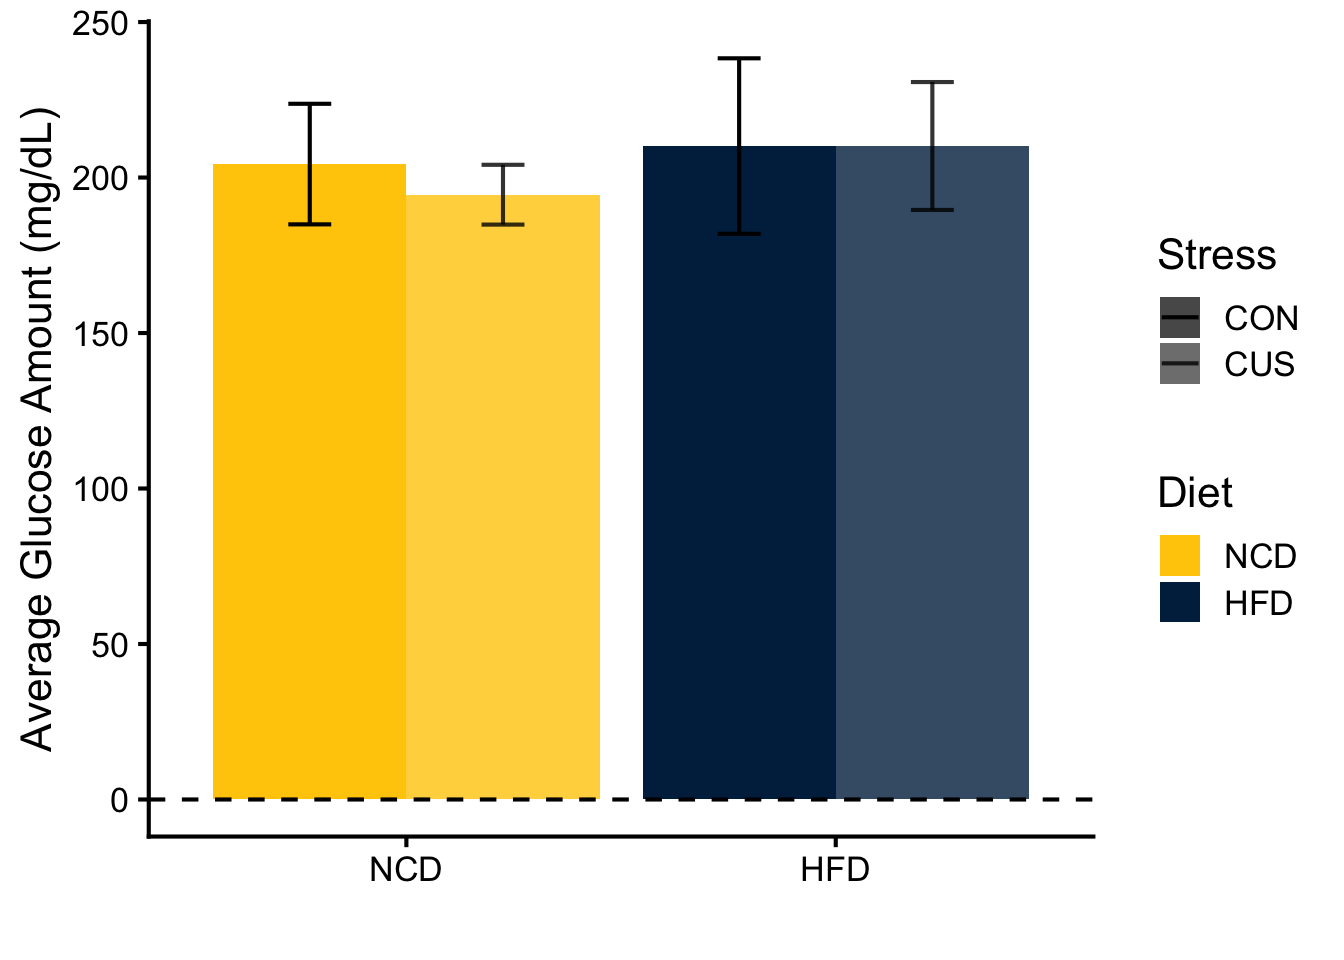 Average Glucose Amount (mg/dL)
250
200
150
100
50
0
NCD
HFD
Stress
CON
CUS
Diet
NCD
HFD